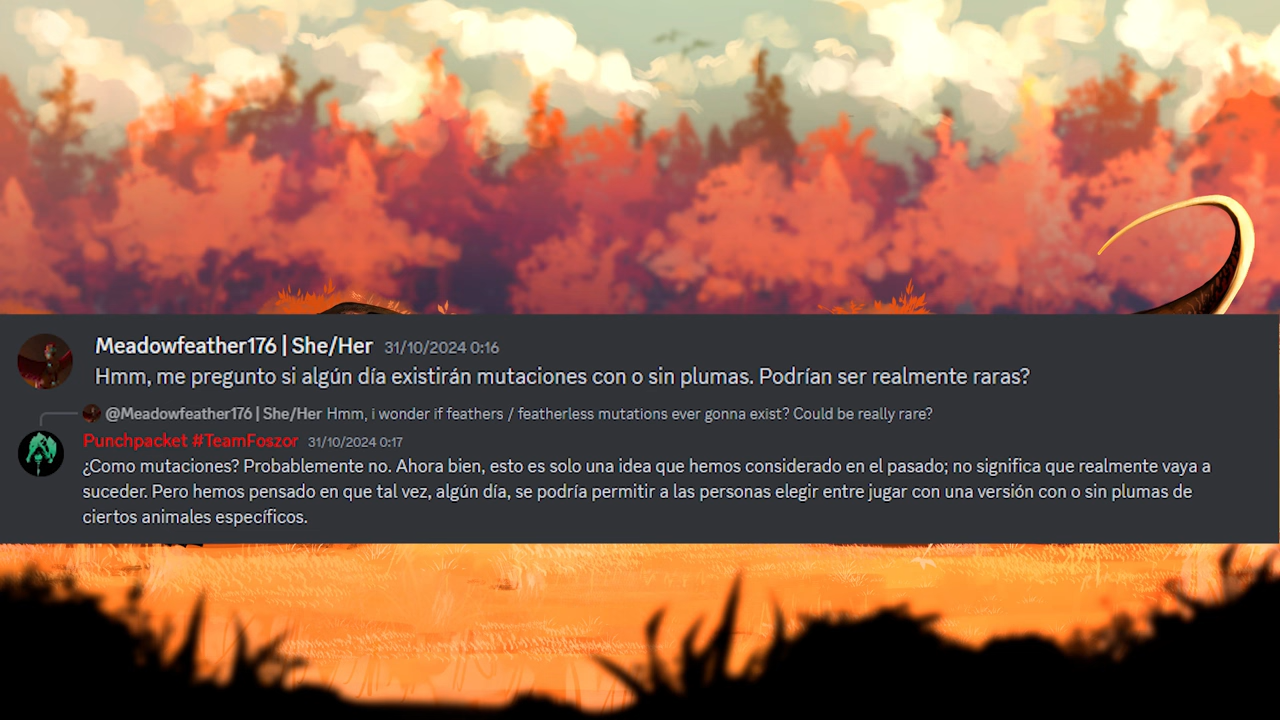 Meadowfeather176 | She/Her 31/10/2024 0:16
Hmm, me pregunto si algún día existirán mutaciones con o sin plumas. Podrían ser realmente raras?
@Meadowfeather176 | She/Her Hmm, i wonder if feathers / featherless mutations ever gonna exist? Could be really rare?
Punchpacket #TeamFoszor 31/10/2024 0:17
¿Como mutaciones? Probablemente no. Ahora bien, esto es solo una idea que hemos considerado en el pasado; no significa que realmente vaya a
suceder. Pero hemos pensado en que tal vez, algún día, se podría permitir a las personas elegir entre jugar con una versión con o sin plumas de
ciertos animales específicos.